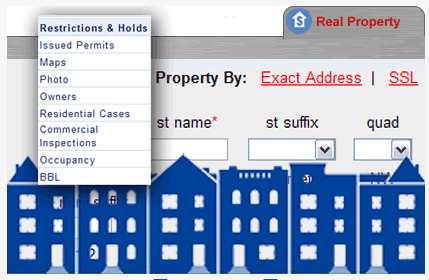 Restrictions & Holds
Issued Permits
Maps
Photo
Owners
Residential Cases
Commercial
Inspections
Occupancy
BBL
Real Property
Property By: Exact Address | SSL
st name* st suffix quad